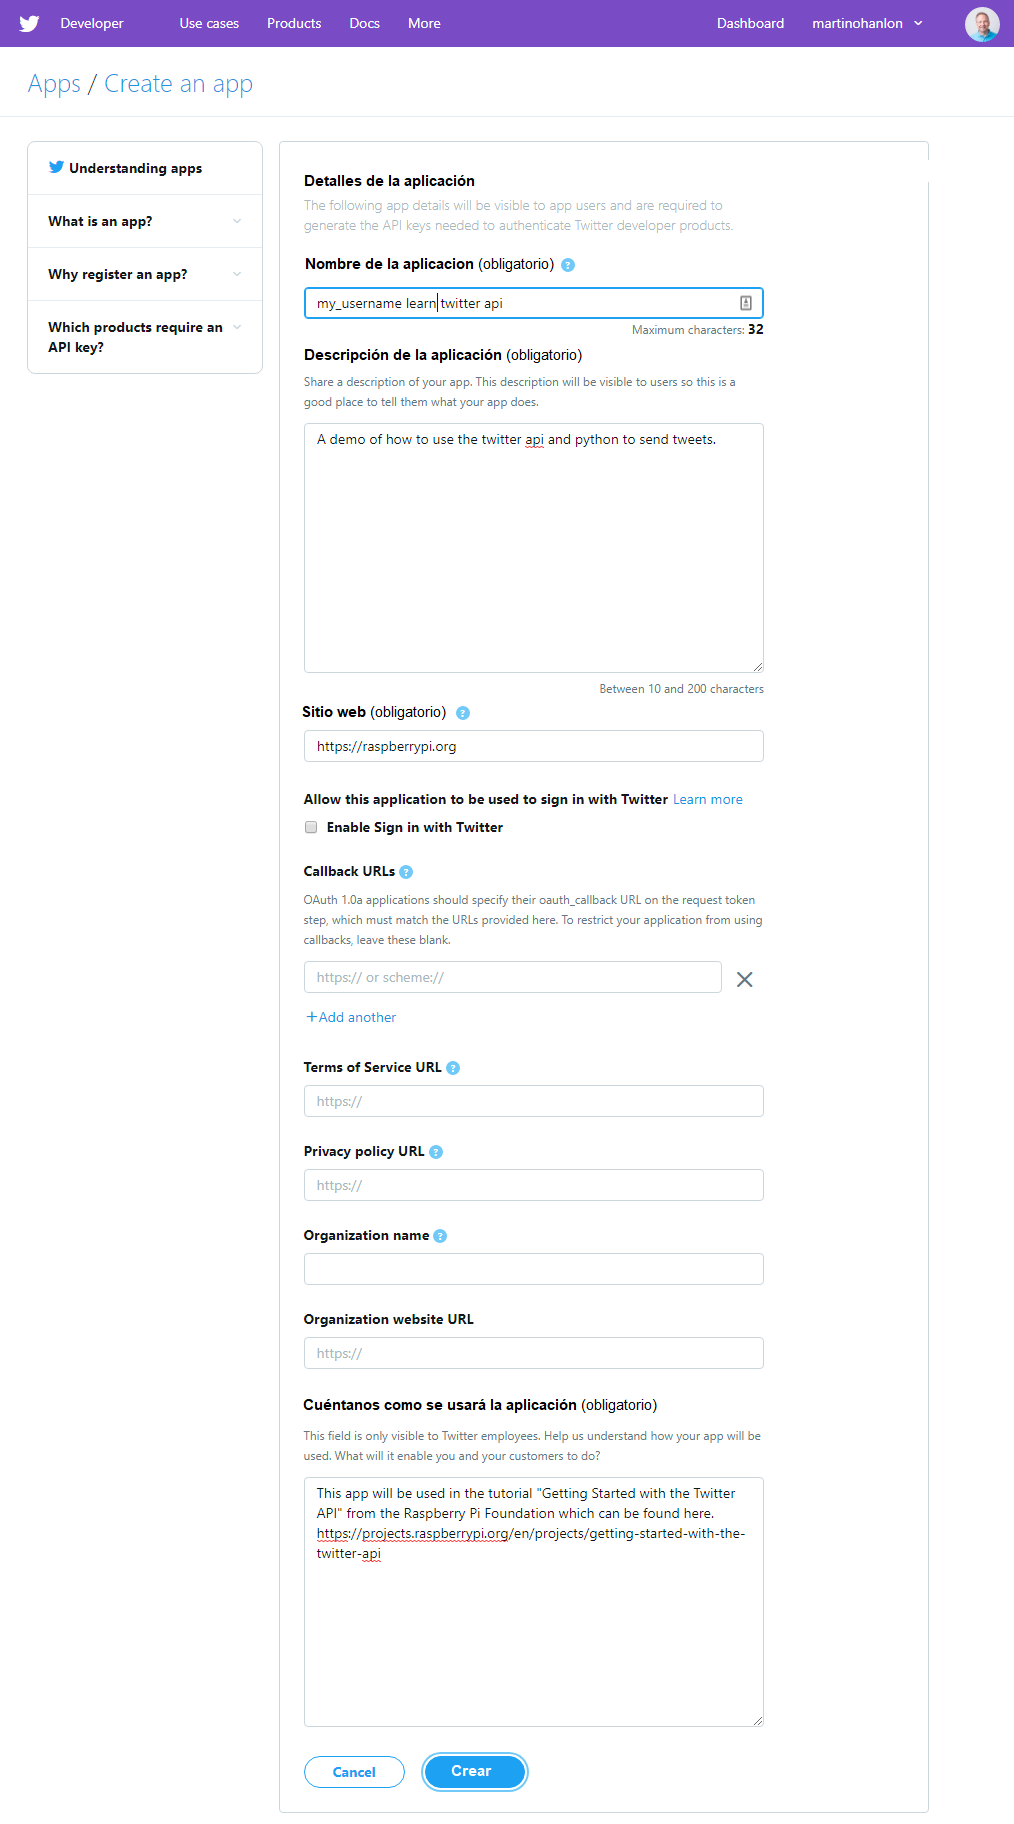 Developer Use cases Products Docs More Dashboard martinohanlon
Apps / Create an app
Understanding apps
What is an app?
Why register an app?
Which products require an
API key?
Detalles de la aplicación
The following app details will be visible to app users and are required to
generate the API keys needed to authenticate Twitter developer products.
Nombre de la aplicacion (obligatorio) ?
my_username learn twitter api
Maximum characters: 32
Descripción de la aplicación (obligatorio)
Share a description of your app. This description will be visible to users so this is a
good place to tell them what your app does.
A demo of how to use the twitter api and python to send tweets.
Between 10 and 200 characters
Sitio web (obligatorio) ?
https://raspberrypi.org
Allow this application to be used to sign in with Twitter Learn more
Enable Sign in with Twitter
Callback URLs ?
OAuth 1.0a applications should specify their oauth_callback URL on the request token
step, which must match the URLs provided here. To restrict your application from using
callbacks, leave these blank.
https:// or scheme://
+Add another
Terms of Service URL ?
https://
Privacy policy URL ?
https://
Organization name ?
Organization website URL
https://
Cuéntanos como se usará la aplicación (obligatorio)
This field is only visible to Twitter employees. Help us understand how your app will be
used. What will it enable you and your customers to do?
This app will be used in the tutorial "Getting Started with the Twitter
API" from the Raspberry Pi Foundation which can be found here.
https://projects.raspberrypi.org/en/projects/getting-started-with-the-
twitter-api
Cancel Crear